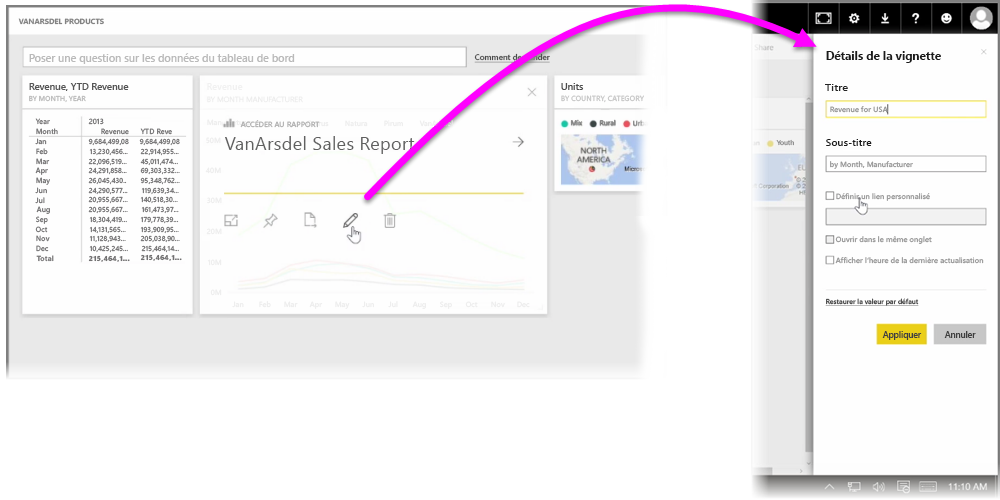 VANARSDEL PRODUCTS
Poser une question sur les données du tableau de bord
Revenue, YTD Revenue
BY MONTH, YEAR
Year 2013
Month Revenue YTD Reve
Jan 9,684,499,08 9,684,499,08
Feb 13,230,456... 22,914,955...
Mar 22,096,519... 45,011,474...
Apr 24,291,858... 69,303,332...
May 26,045,430.. 95,348,762...
Jun 24,290,577... 119,639,34...
Jul 20,955,667... 140,518,30...
Aug 20,955,667... 161,473,97...
Sep 18,304,419... 179,778,39...
Oct 14,131,565... 193,909,95...
Nov 11,128,943... 205,038,90...
Dec 10,425,245... 215,464,14...
Total 215,464,1... 215,464,1...
Revenue
BY MONTH MANUFACTURER
ACCÉDER AU RAPPORT
VanArsdel Sales Report
50M
40M
20M
10M
0M
Jan Feb Mar Apr May Jun Jul Aug Sep Oct Nov Dec
Units
BY COUNTRY, CATEGORY
Mix Rural
NORTH
AMERICA
Share
Youth
Corporation
Détails de la vignette
Titre
Revenue for USA
Sous-titre
by Month, Manufacturer
Définir un lien personnalisé
Ouvrir dans le même onglet
Afficher l'heure de la dernière actualisation
Restaurer la valeur par défaut
Appliquer
Annuler
11:10 AM